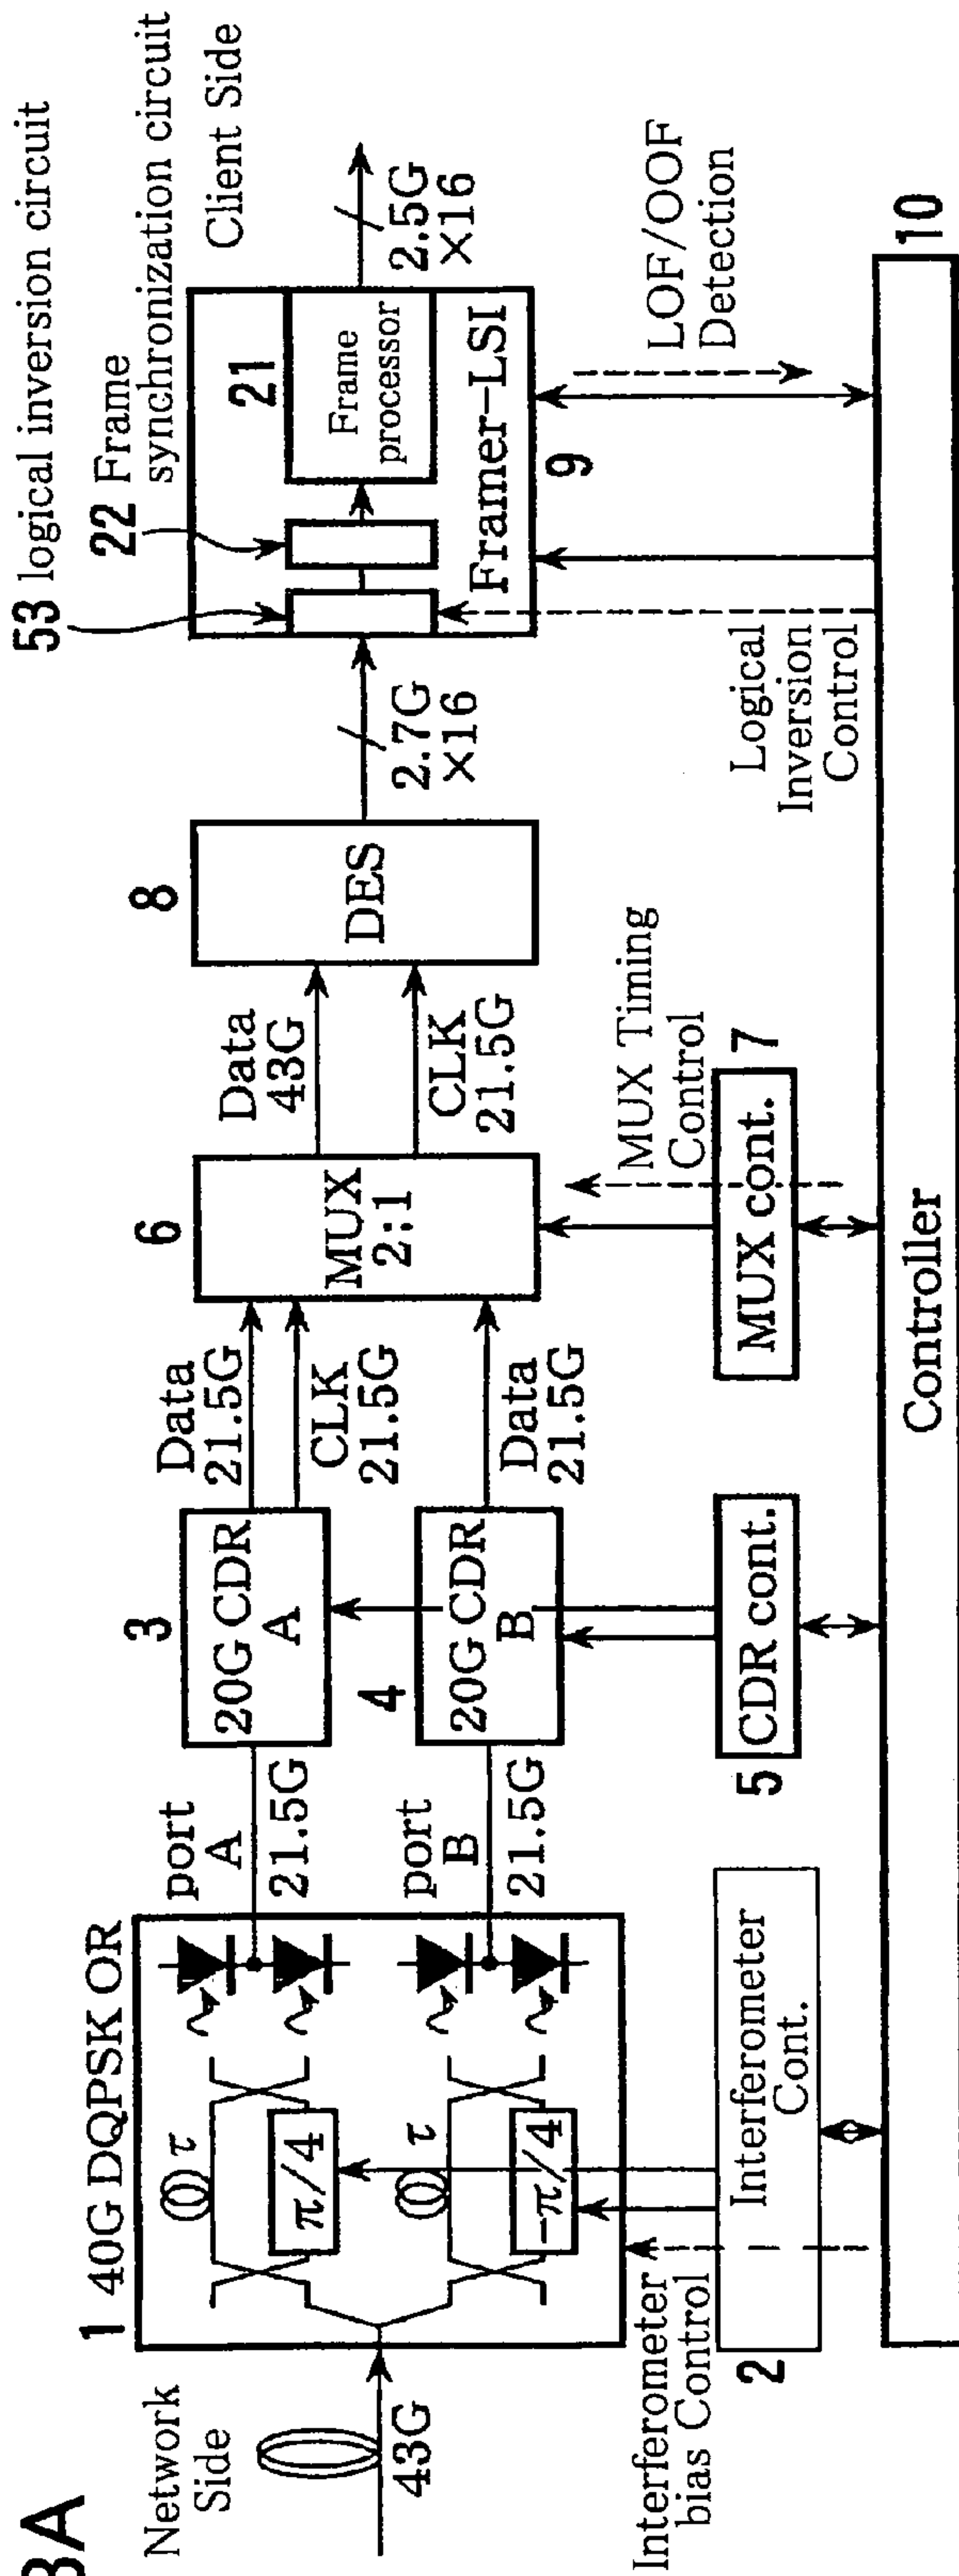 3A
Network
Side
43G
1 40G DQPSK OR
τ
π/4
τ
-π/4
Interferometer
bias Control
2
Interferometer
Cont.
port
A
21.5G
port
B
21.5G
3
20G CDR
A
4
20G CDR
B
5 CDR cont.
Data
21.5G
CLK
21.5G
Data
21.5G
6
MUX
2:1
MUX Timing
Control
MUX cont. 7
Data
43G
CLK
21.5G
8
DES
2.7G
×16
53 logical inversion circuit
22 Frame
synchronization circuit
21
Frame
processor
Framer-LSI
9
Client Side
2.5G
×16
Logical
Inversion
Control
LOF/OOF
Detection
Controller
10